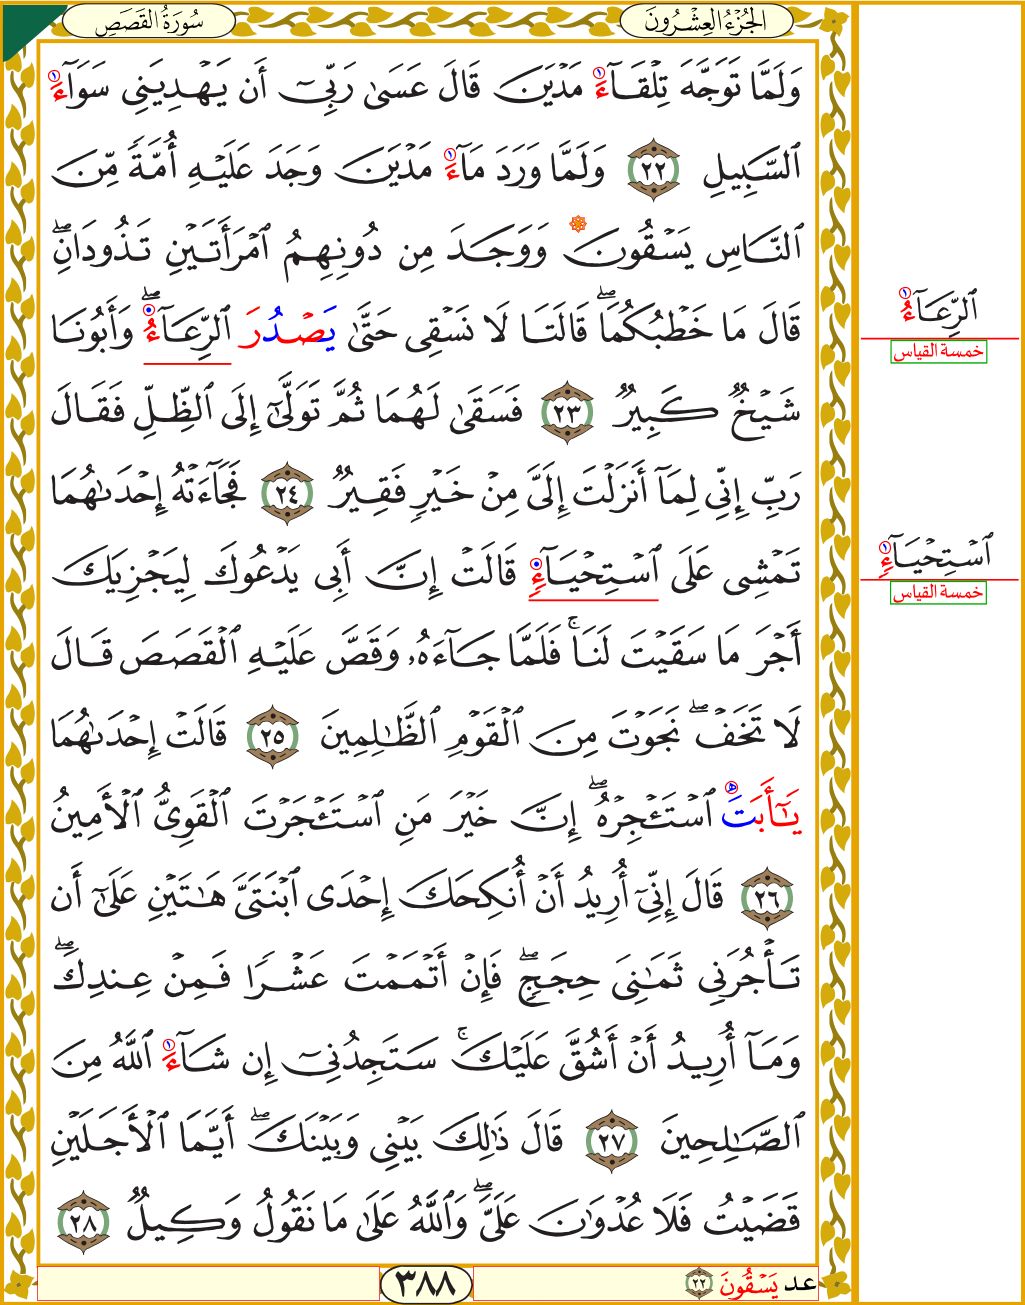 الجُزْءُ العِشْرُونَ
سُورَةُ القَصَصِ
وَلَمَّا تَوَجَّهَ تِلْقَآءَ مَدْيَنَ قَالَ عَسَىٰ رَبِّىٓ أَن يَهْدِيَنِى سَوَآءَ
ٱلسَّبِيلِ ٢٢ وَلَمَّا وَرَدَ مَآءَ مَدْيَنَ وَجَدَ عَلَيْهِ أُمَّةً مِّنَ
ٱلنَّاسِ يَسْقُونَ وَوَجَدَ مِن دُونِهِمُ ٱمْرَأَتَيْنِ تَذُودَانِۖ
قَالَ مَا خَطْبُكُمَاۖ قَالَتَا لَا نَسْقِى حَتَّىٰ يَصْدُرَ ٱلرِّعَآءُۖ وَأَبُونَا
شَيْخٌ كَبِيرٌ ٢٣ فَسَقَىٰ لَهُمَا ثُمَّ تَوَلَّىٰٓ إِلَى ٱلظِّلِّ فَقَالَ
رَبِّ إِنِّى لِمَآ أَنزَلْتَ إِلَىَّ مِنْ خَيْرٍ فَقِيرٌ ٢٤ فَجَآءَتْهُ إِحْدَىٰهُمَا
تَمْشِى عَلَى ٱسْتِحْيَآءٍ قَالَتْ إِنَّ أَبِى يَدْعُوكَ لِيَجْزِيَكَ
أَجْرَ مَا سَقَيْتَ لَنَاۚ فَلَمَّا جَآءَهُۥ وَقَصَّ عَلَيْهِ ٱلْقَصَصَ قَالَ
لَا تَخَفْۖ نَجَوْتَ مِنَ ٱلْقَوْمِ ٱلظَّٰلِمِينَ ٢٥ قَالَتْ إِحْدَىٰهُمَا
يَٰٓأَبَتِ ٱسْتَـْٔجِرْهُۖ إِنَّ خَيْرَ مَنِ ٱسْتَـْٔجَرْتَ ٱلْقَوِىُّ ٱلْأَمِينُ
٢٦ قَالَ إِنِّىٓ أُرِيدُ أَنْ أُنكِحَكَ إِحْدَى ٱبْنَتَىَّ هَٰتَيْنِ عَلَىٰٓ أَن
تَأْجُرَنِى ثَمَٰنِىَ حِجَجٍۖ فَإِنْ أَتْمَمْتَ عَشْرًا فَمِنْ عِندِكَۖ
وَمَآ أُرِيدُ أَنْ أَشُقَّ عَلَيْكَۚ سَتَجِدُنِىٓ إِن شَآءَ ٱللَّهُ مِنَ
ٱلصَّٰلِحِينَ ٢٧ قَالَ ذَٰلِكَ بَيْنِى وَبَيْنَكَۖ أَيَّمَا ٱلْأَجَلَيْنِ
قَضَيْتُ فَلَا عُدْوَٰنَ عَلَىَّۖ وَٱللَّهُ عَلَىٰ مَا نَقُولُ وَكِيلٌ ٢٨
ٱلرِّعَآءُ
خمسة القياس
ٱسْتِحْيَآءٍ
خمسة القياس
٣٨٨
عد يَسْقُونَ ٢٢